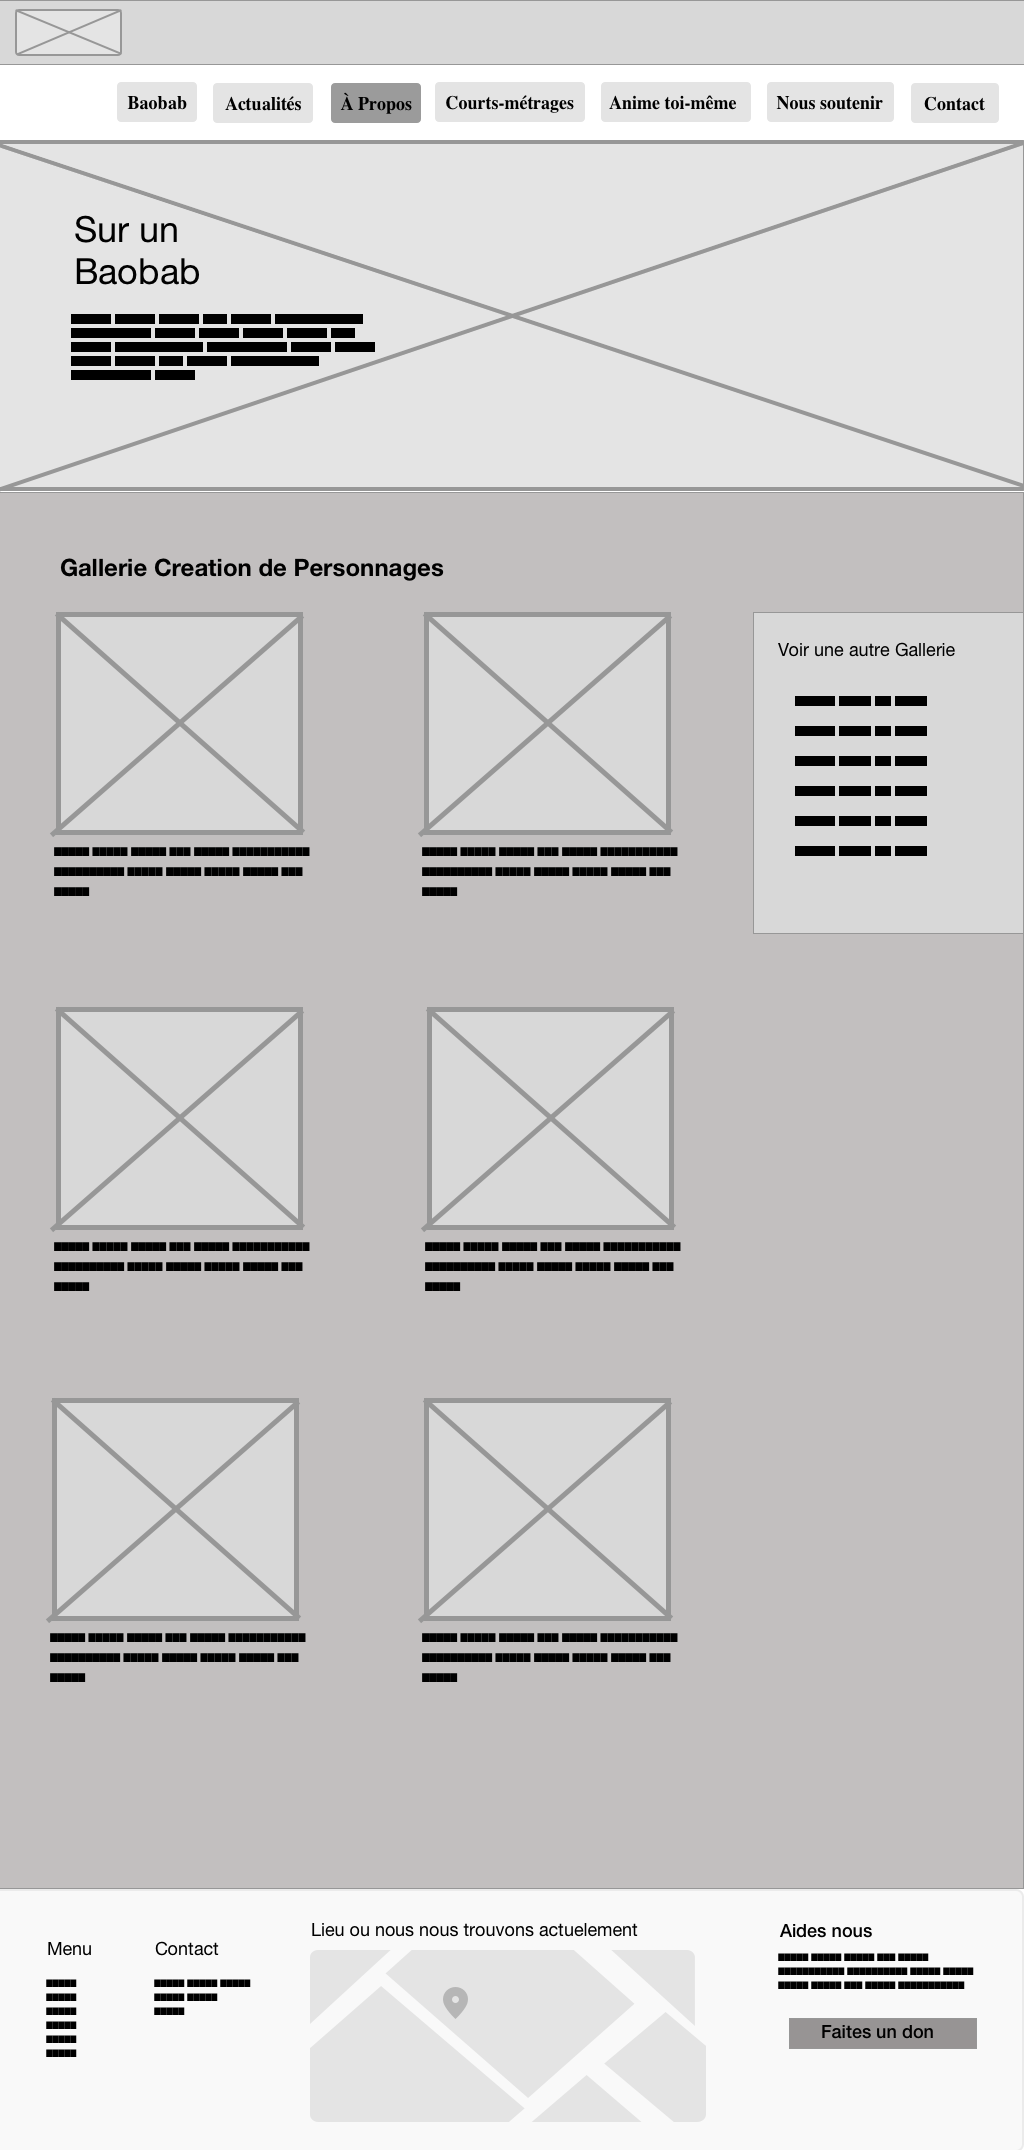 Baobab
Actualités
À Propos
Courts-métrages
Anime toi-même
Nous soutenir
Contact
Sur un
Baobab
Gallerie Creation de Personnages
Voir une autre Gallerie
Menu
Contact
Lieu ou nous nous trouvons actuelement
Aides nous
Faites un don